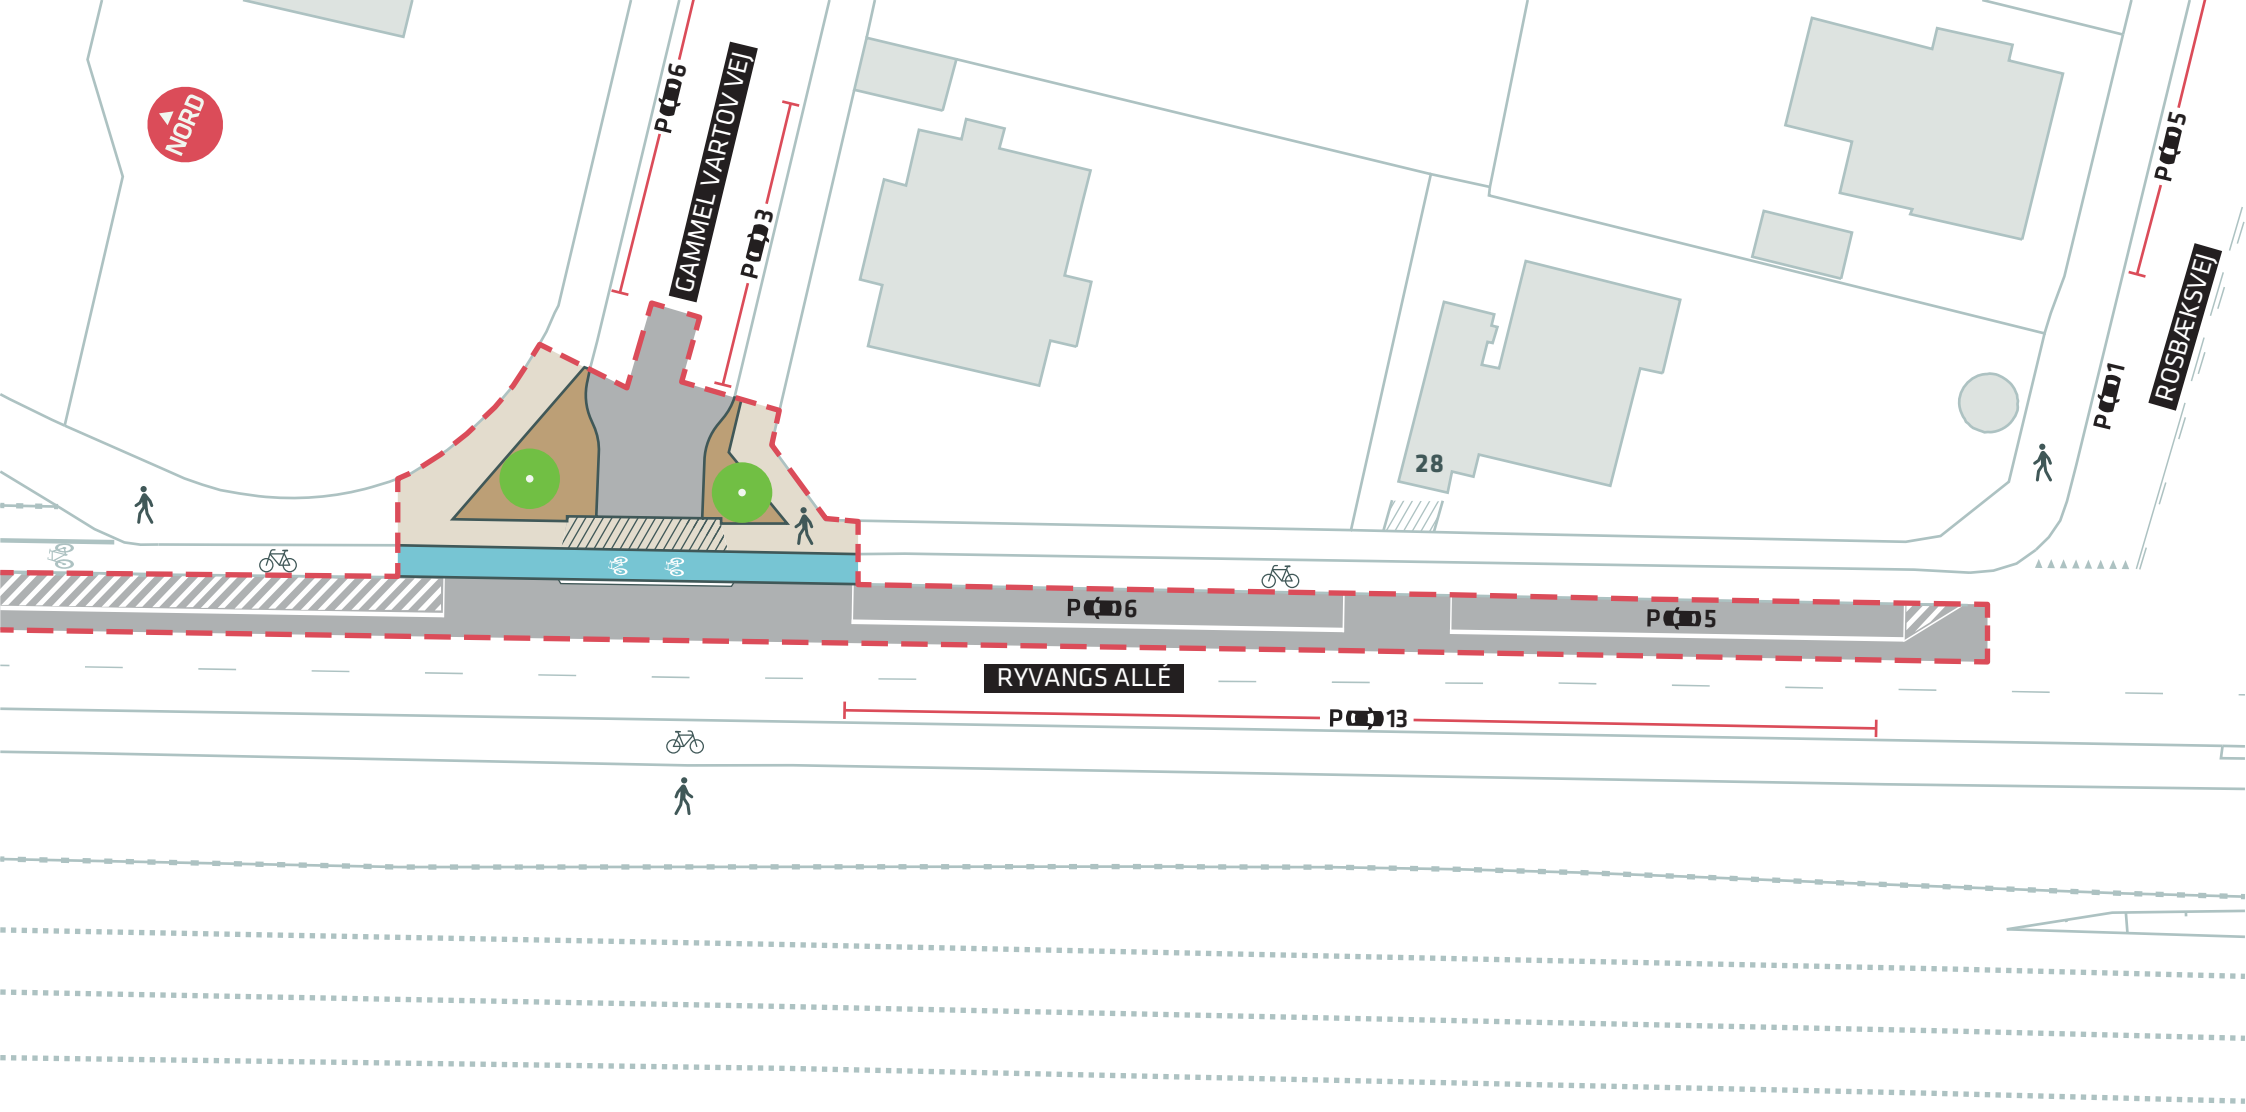 NORD
P 6
GAMMEL VARTOV VEJ
P 3
P 5
ROSBÆKSVEJ
P 1
28
P 6
P 5
RYVANGS ALLÉ
P 13